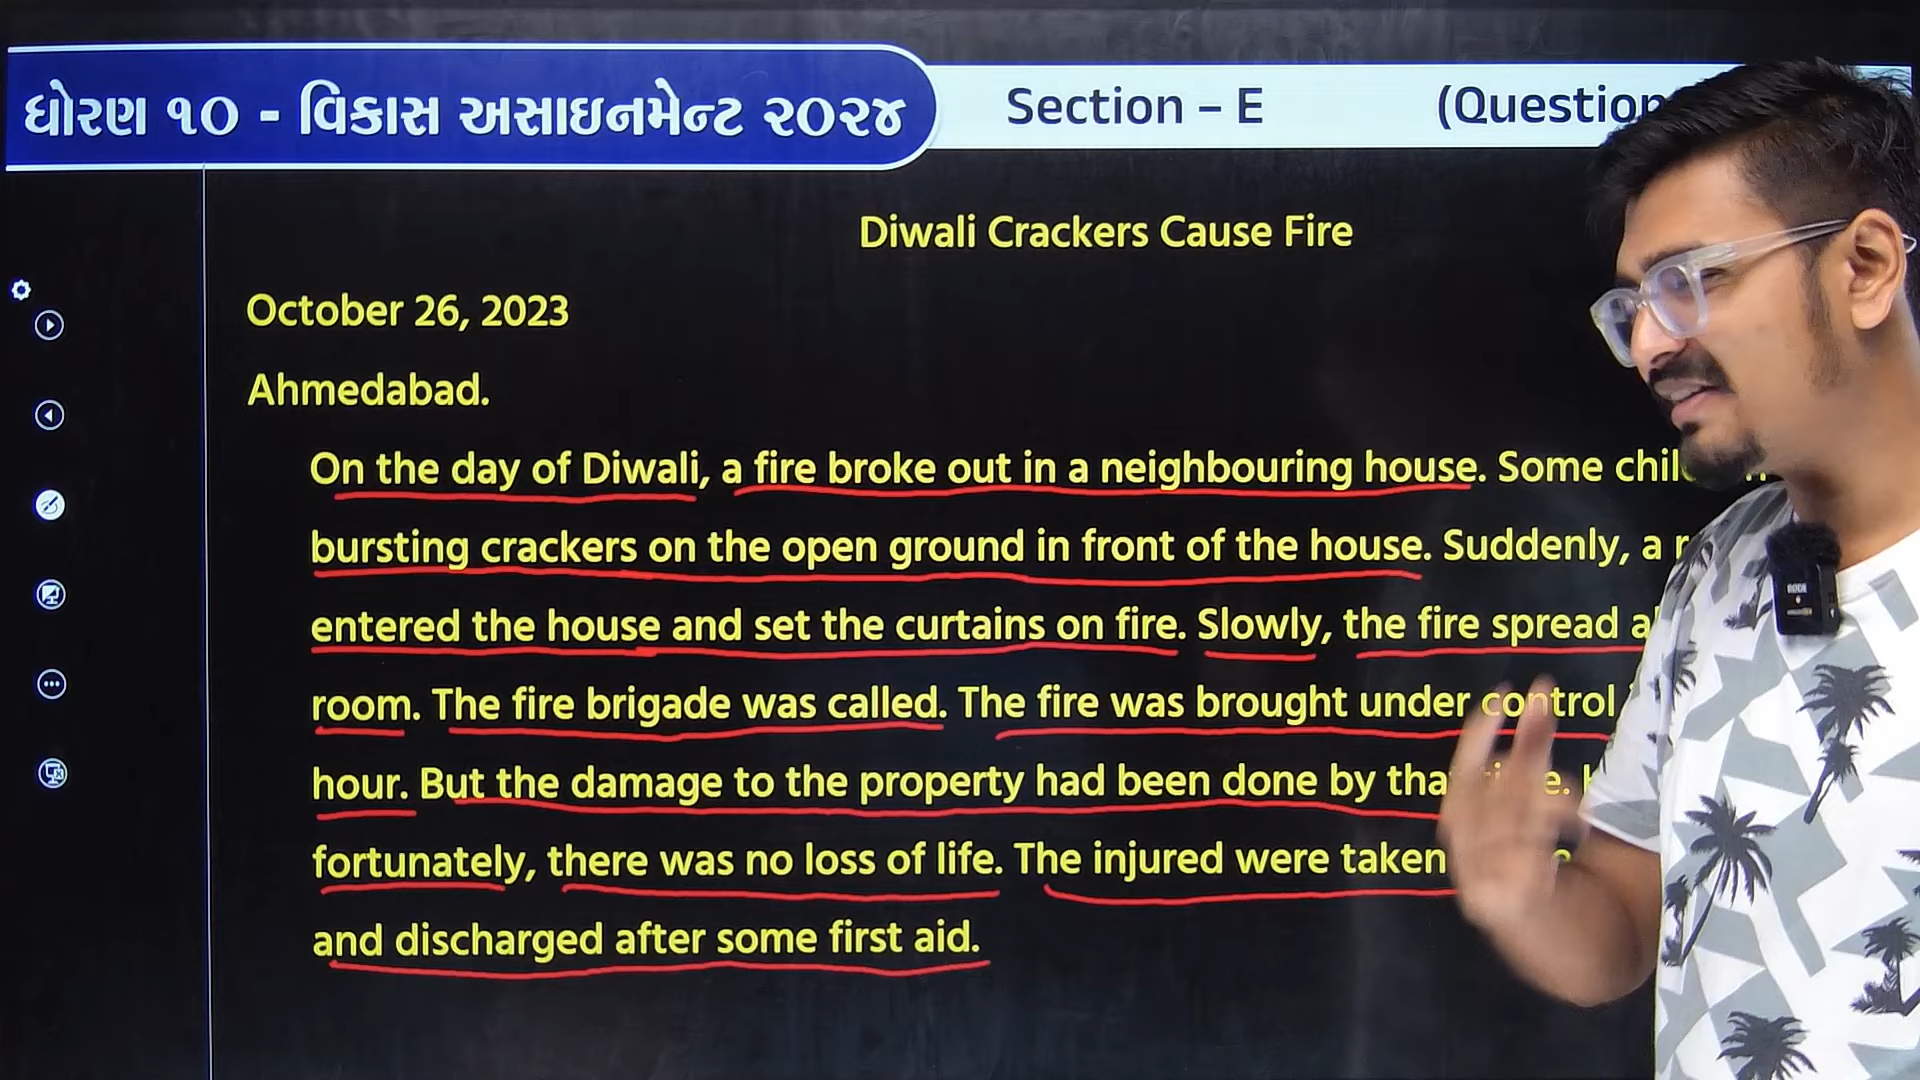 ધોરણ ૧૦ - વિકાસ અસાઇનમેન્ટ ૨૦૨૪
Section – E
(Question
Diwali Crackers Cause Fire
October 26, 2023
Ahmedabad.
On the day of Diwali, a fire broke out in a neighbouring house. Some
bursting crackers on the open ground in front of the house. Suddenly, a
entered the house and set the curtains on fire. Slowly, the fire spread
room. The fire brigade was called. The fire was brought under control
hour. But the damage to the property had been done by that time.
fortunately, there was no loss of life. The injured were taken
and discharged after some first aid.
RODE